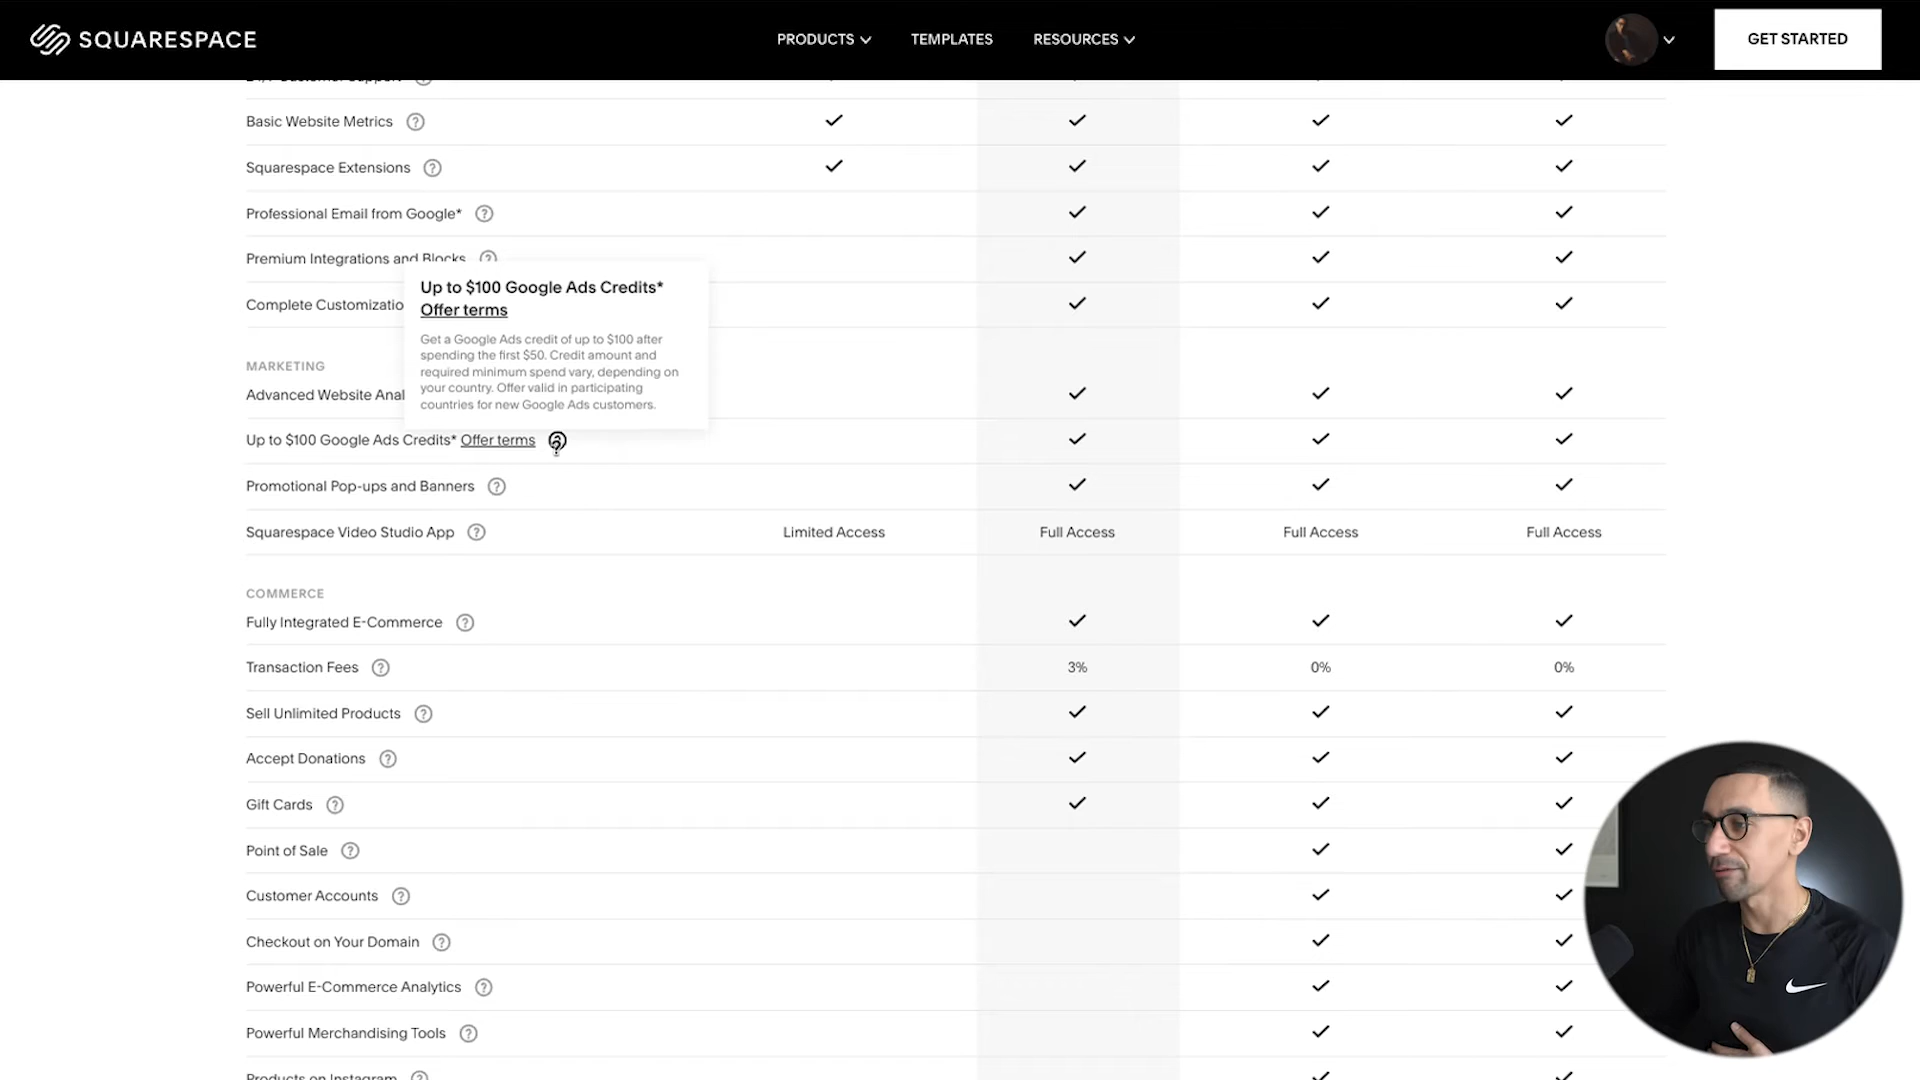 SQUARESPACE
PRODUCTS
TEMPLATES
RESOURCES
GET STARTED
Basic Website Metrics
Squarespace Extensions
Professional Email from Google*
Premium Integrations and Blocks
Complete Customizatio
Up to $100 Google Ads Credits*
Offer terms
Get a Google Ads credit of up to $100 after
spending the first $50. Credit amount and
required minimum spend vary, depending on
your country. Offer valid in participating
countries for new Google Ads customers.
MARKETING
Advanced Website Anal
Up to $100 Google Ads Credits* Offer terms
Promotional Pop-ups and Banners
Squarespace Video Studio App Limited Access Full Access Full Access Full Access
COMMERCE
Fully Integrated E-Commerce
Transaction Fees 3% 0% 0%
Sell Unlimited Products
Accept Donations
Gift Cards
Point of Sale
Customer Accounts
Checkout on Your Domain
Powerful E-Commerce Analytics
Powerful Merchandising Tools
Products on Instagram